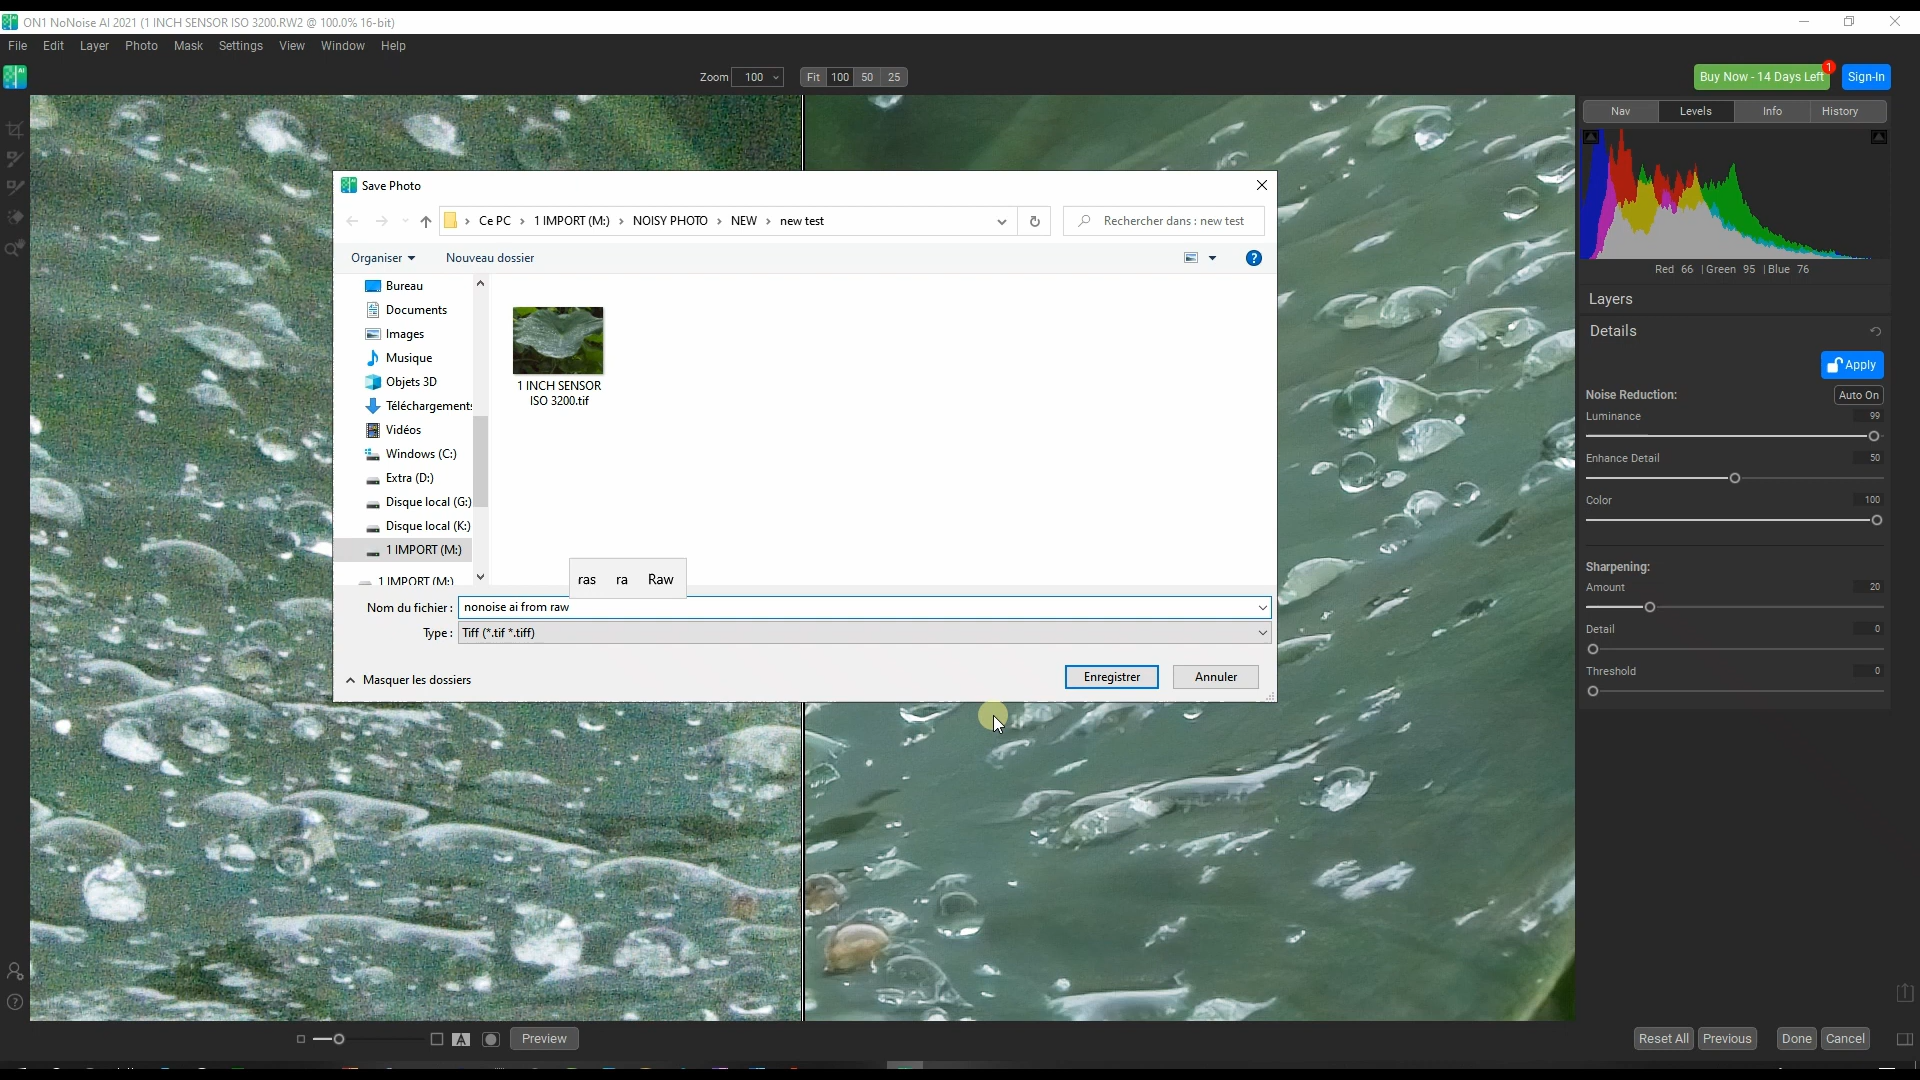 ON1 NoNoise AI 2021 (1 INCH SENSOR ISO 3200.RW2 @ 100.0% 16-bit)
File Edit Layer Photo Mask Settings View Window Help
Zoom 100 Fit 100 50 25
Buy Now - 14 Days Left 1 Sign-In
Nav Levels Info History
Red 66 | Green 95 | Blue 76
Layers
Details
Apply
Noise Reduction: Auto On
Luminance 99
Enhance Detail 50
Color 100
Sharpening:
Amount 20
Detail 0
Threshold 0
Save Photo
Ce PC › 1 IMPORT (M:) › NOISY PHOTO › NEW › new test
Rechercher dans : new test
Organiser Nouveau dossier
Bureau
Documents
Images
Musique
Objets 3D
Téléchargements
Vidéos
Windows (C:)
Extra (D:)
Disque local (G:)
Disque local (K:)
1 IMPORT (M:)
1 IMPORT (M:)
1 INCH SENSOR
ISO 3200.tif
ras ra Raw
Nom du fichier : nonoise ai from raw
Type : Tiff (*.tif *.tiff)
Masquer les dossiers
Enregistrer Annuler
A Preview
Reset All Previous Done Cancel